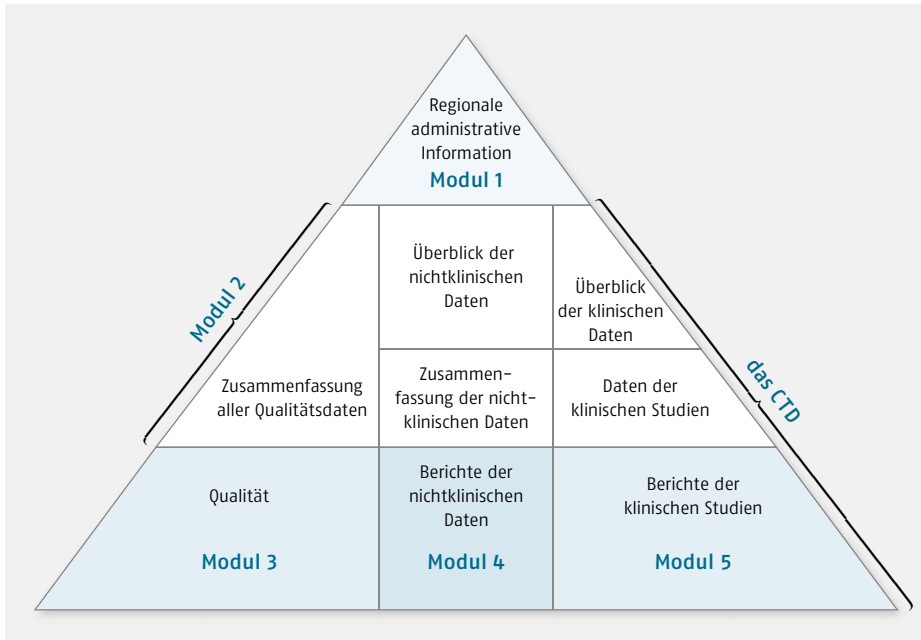 Regionale
administrative
Information
Modul 1
Modul 2
Überblick der
nichtklinischen
Daten
Überblick
der klinischen
Daten
das CTD
Zusammenfassung
aller Qualitätsdaten
Zusammen-
fassung der nicht-
klinischen Daten
Daten der
klinischen Studien
Qualität
Modul 3
Berichte der
nichtklinischen
Daten
Modul 4
Berichte der
klinischen Studien
Modul 5